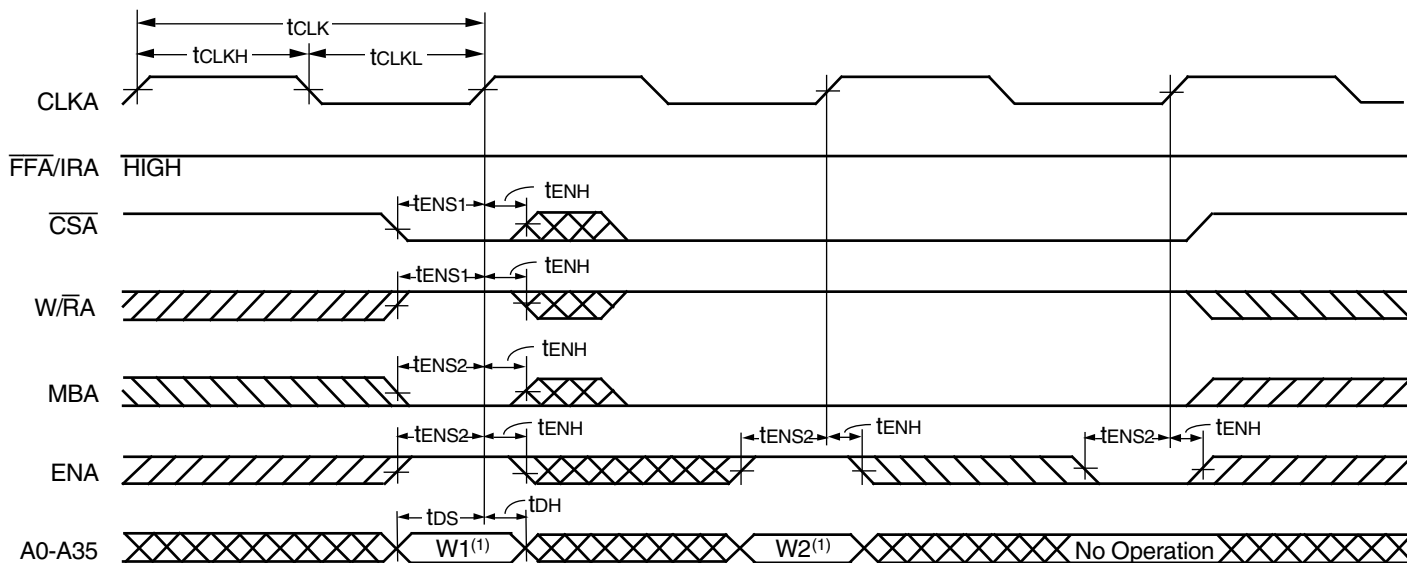 tCLK
tCLKH tCLKL
CLKA
FFA/IRA HIGH
tENS1 tENH
CSA
tENS1 tENH
W/RA
tENS2 tENH
MBA
tENS2 tENH tENS2 tENH tENS2 tENH
ENA
tDS tDH
A0-A35 W1(1) W2(1) No Operation